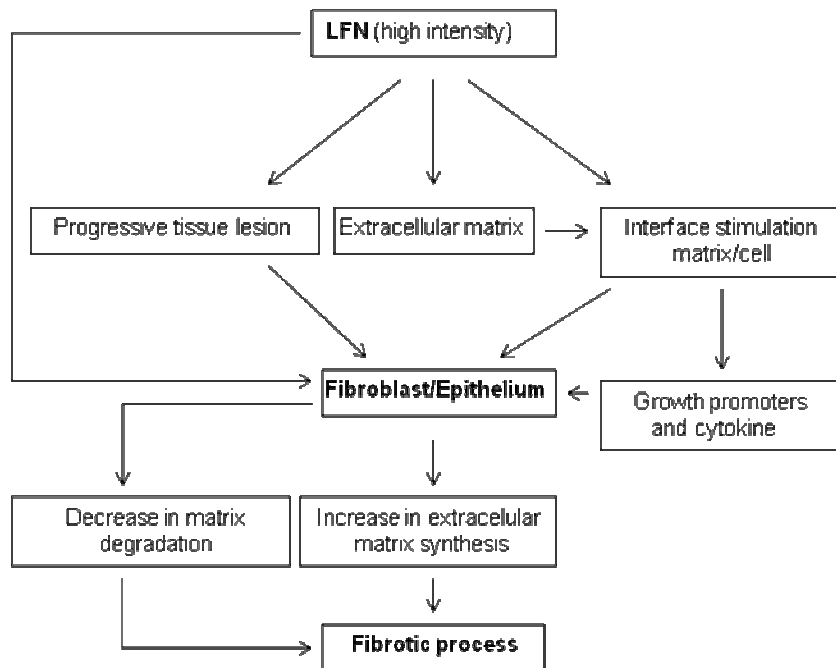 LFN (high intensity)
Progressive tissue lesion
Extracellular matrix
Interface stimulation
matrix/cell
Fibroblast/Epithelium
Growth promoters
and cytokine
Decrease in matrix
degradation
Increase in extracelular
matrix synthesis
Fibrotic process